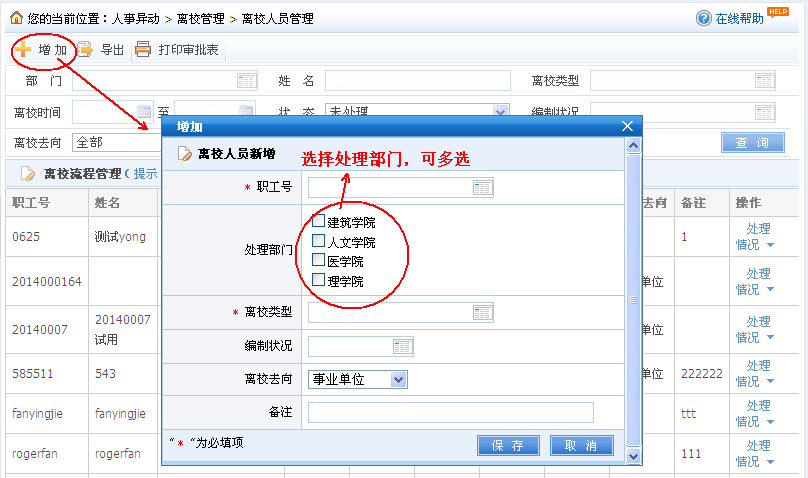 您的当前位置：人事异动 > 离校管理 > 离校人员管理 在线帮助 HELP
增加 导出 打印审批表
部 门 姓 名 离校类型
离校时间 至 状 态 未处理 编制状况
离校去向 全部 查 询
增加
离校人员新增
选择处理部门，可多选
* 职工号
处理部门
建筑学院
人文学院
医学院
理学院
* 离校类型
编制状况
离校去向 事业单位
备注
“ * ”为必填项 保 存 取 消
离校流程管理（提示
职工号 姓名 去向 备注 操作
0625 测试yong 1 处理
情况
2014000164 单位 处理
情况
20140007 20140007
试用 单位 处理
情况
585511 543 单位 222222 处理
情况
fanyingjie fanyingjie ttt 处理
情况
rogerfan rogerfan 111 处理
情况